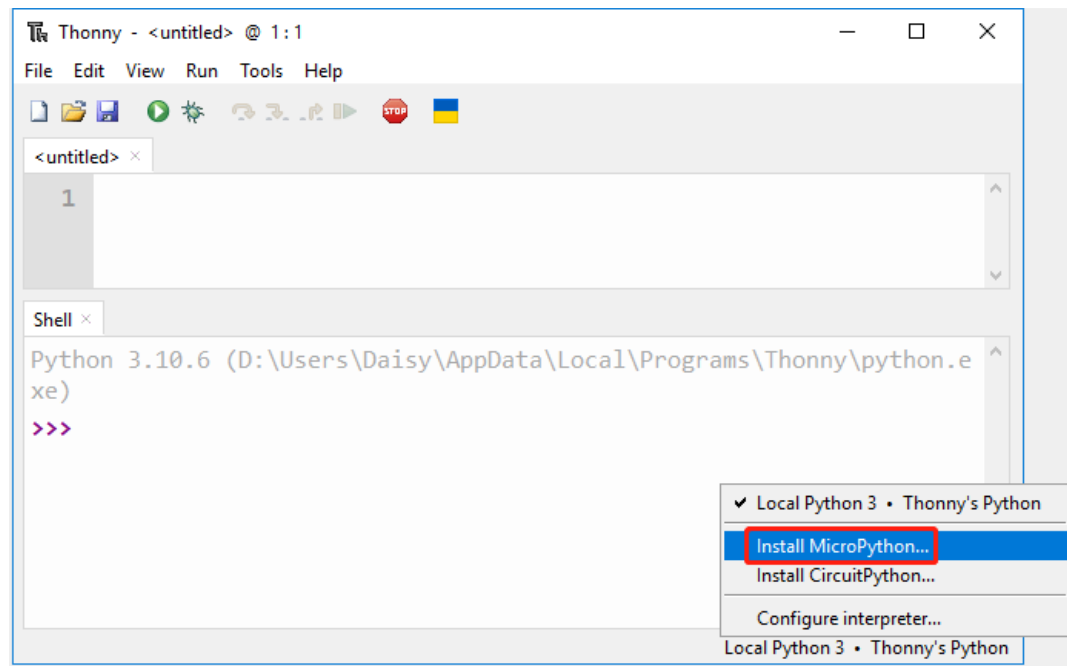 Thonny - <untitled> @ 1:1
File Edit View Run Tools Help
STOP
<untitled>
1
Shell
Python 3.10.6 (D:\Users\Daisy\AppData\Local\Programs\Thonny\python.e
xe)
>>>
✓ Local Python 3 • Thonny's Python
Install MicroPython...
Install CircuitPython...
Configure interpreter...
Local Python 3 • Thonny's Python